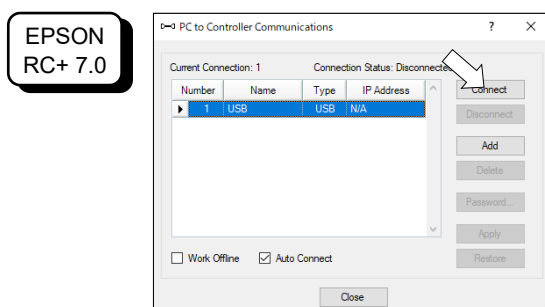 EPSON
RC+ 7.0
PC to Controller Communications
Current Connection: 1 Connection Status: Disconnected
Number Name Type IP Address
1 USB USB N/A
Connect
Disconnect
Add
Delete
Password...
Apply
Restore
Work Offline Auto Connect
Close